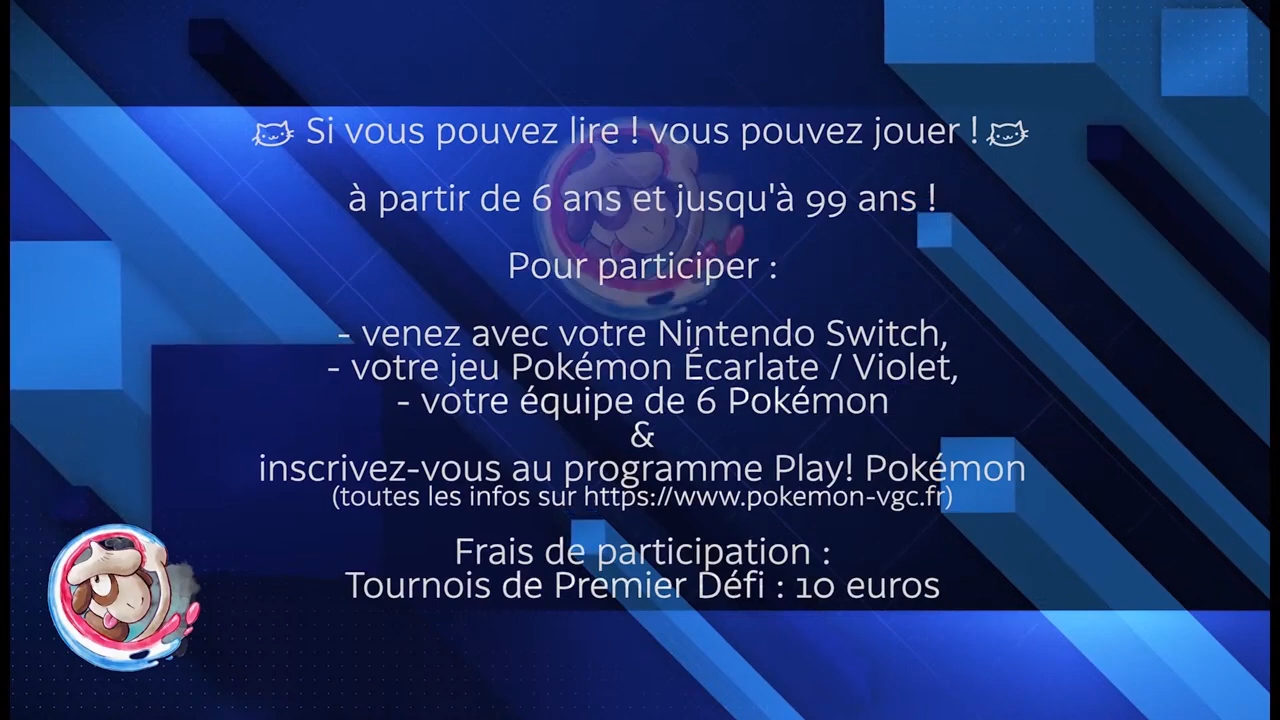 Si vous pouvez lire ! vous pouvez jouer !
à partir de 6 ans et jusqu'à 99 ans !
Pour participer :
- venez avec votre Nintendo Switch,
- votre jeu Pokémon Écarlate / Violet,
- votre équipe de 6 Pokémon
&
inscrivez-vous au programme Play! Pokémon
(toutes les infos sur https://www.pokemon-vgc.fr)
Frais de participation :
Tournois de Premier Défi : 10 euros